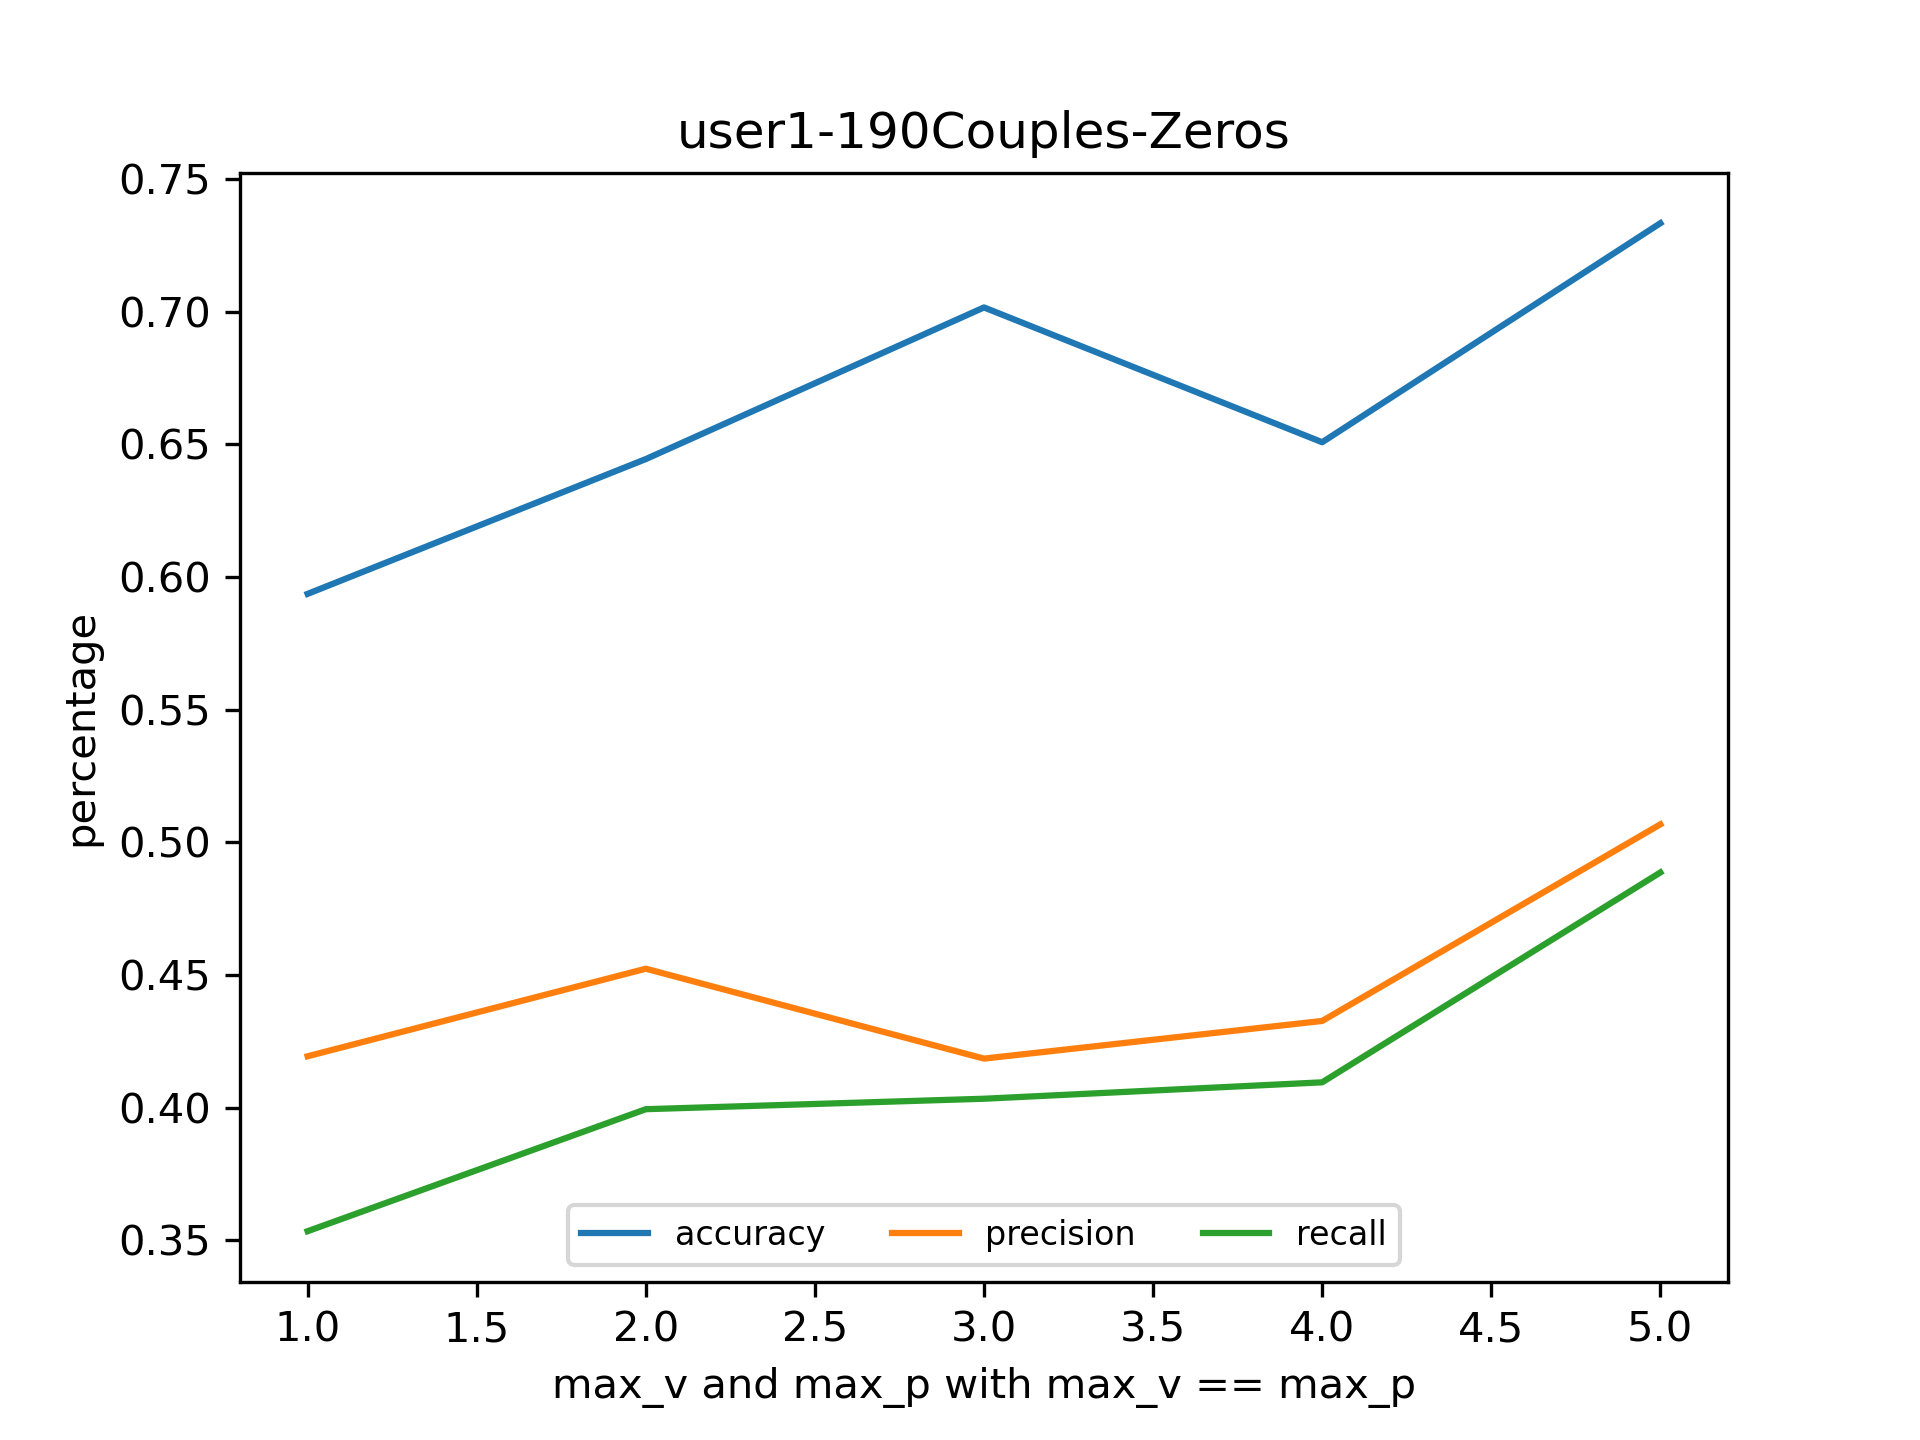 user1-190Couples-Zeros
0.75
0.70
0.65
0.60
0.55
0.50
0.45
0.40
0.35
percentage
accuracy precision recall
1.0 1.5 2.0 2.5 3.0 3.5 4.0 4.5 5.0
max_v and max_p with max_v == max_p